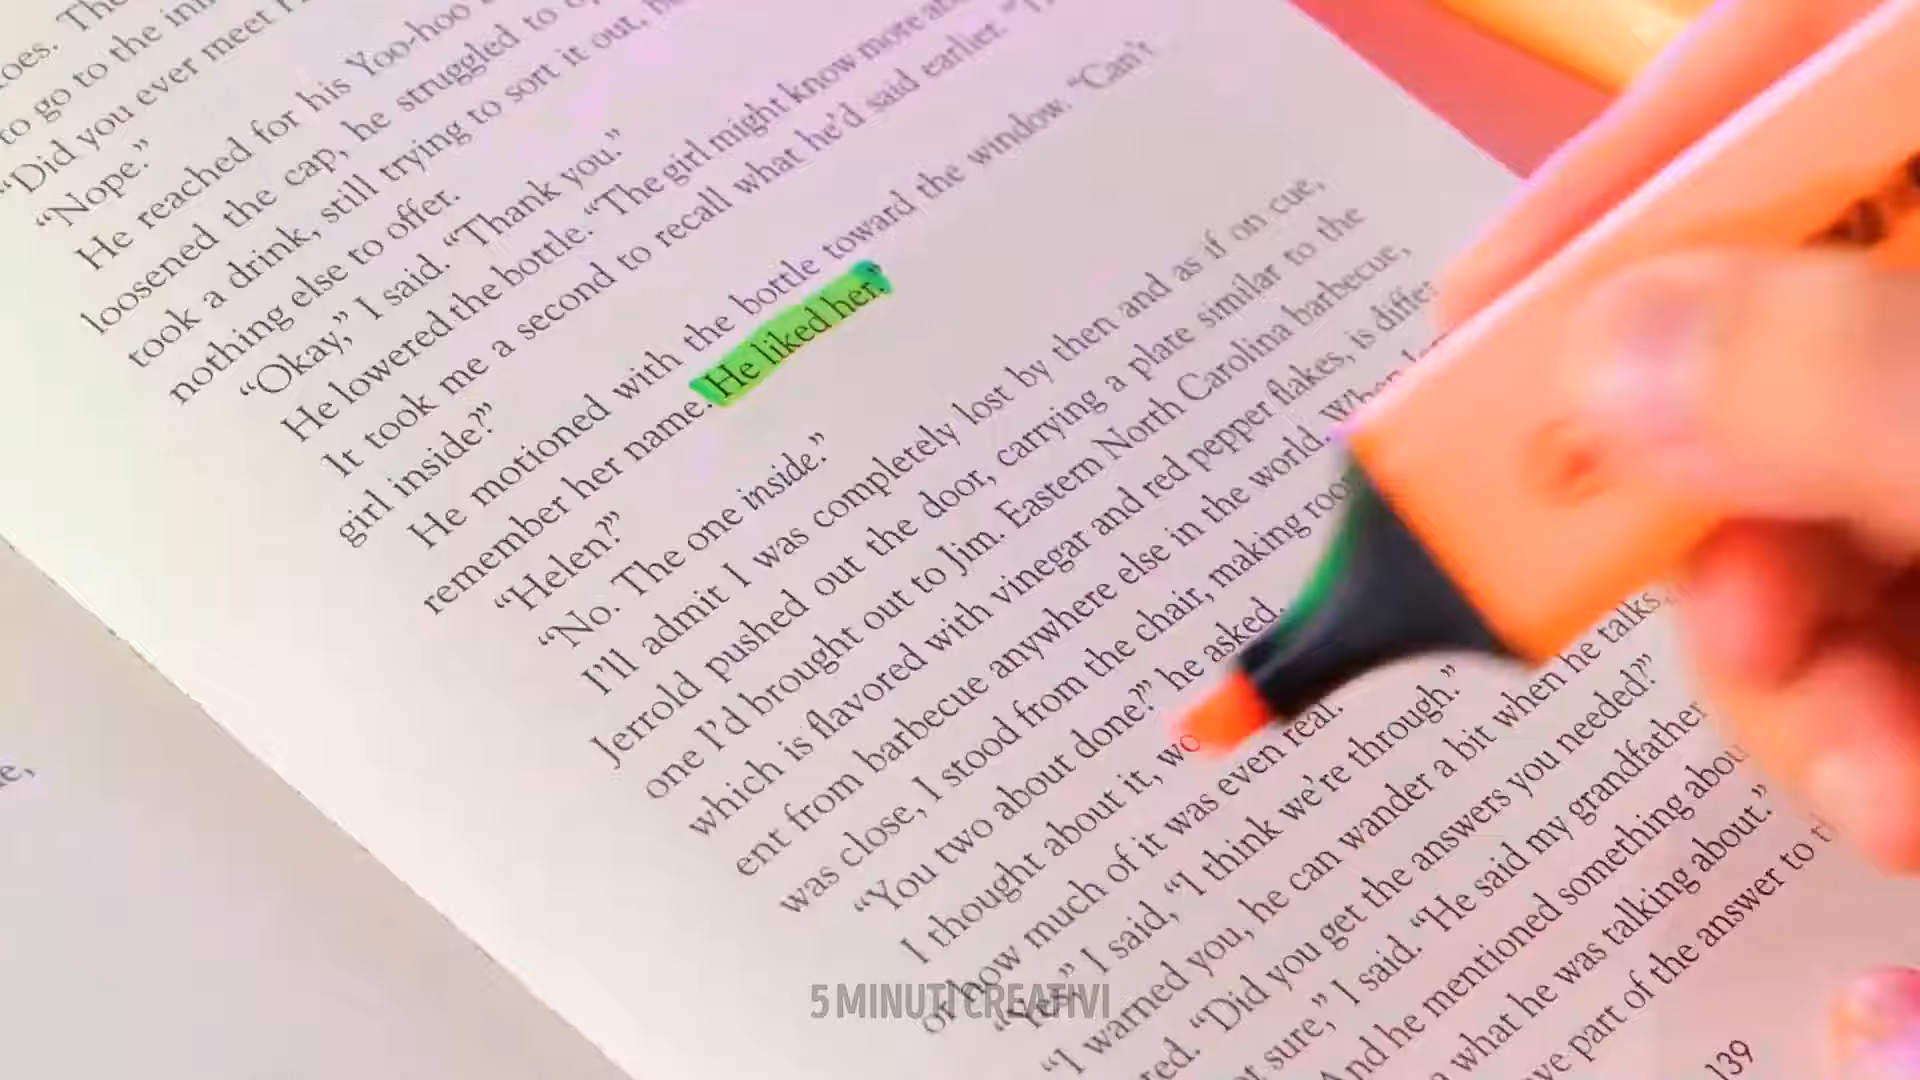 oes. The
to go to the inn
“Did you ever meet
“Nope.”
He reached for his Yoo-hoo
loosened the cap, he struggled to
took a drink, still trying to sort it out,
nothing else to offer.
“Okay,” I said. “Thank you.”
He lowered the bottle. “The girl might know more
It took me a second to recall what he’d said earlier.
girl inside?”
He motioned with the bottle toward the window. “Can’t
remember her name. He liked her.”
“Helen?”
“No. The one inside.”
I’ll admit I was completely lost by then and as if on cue,
Jerrold pushed out the door, carrying a plate similar to the
one I’d brought out to Jim. Eastern North Carolina barbecue,
which is flavored with vinegar and red pepper flakes, is differ
ent from barbecue anywhere else in the world. When
was close, I stood from the chair, making roo
“You two about done?” he asked.
I thought about it, wo
or how much of it was even real.
“Yes,” I said, “I think we’re through.”
“I warned you, he can wander a bit when he talks,
red. “Did you get the answers you needed?”
ot sure,” I said. “He said my grandfather
And he mentioned something abou
what he was talking about.”
ve part of the answer to th
139
e,
5 MINUTI CREATIVI